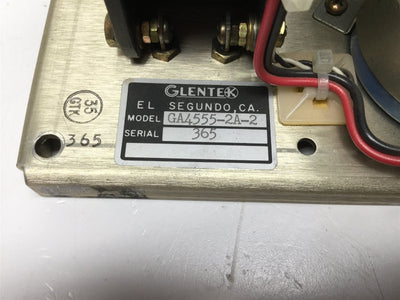 GLENTEK
EL SEGUNDO, CA.
MODEL GA4555-2A-2
SERIAL 365
35
GTK
365